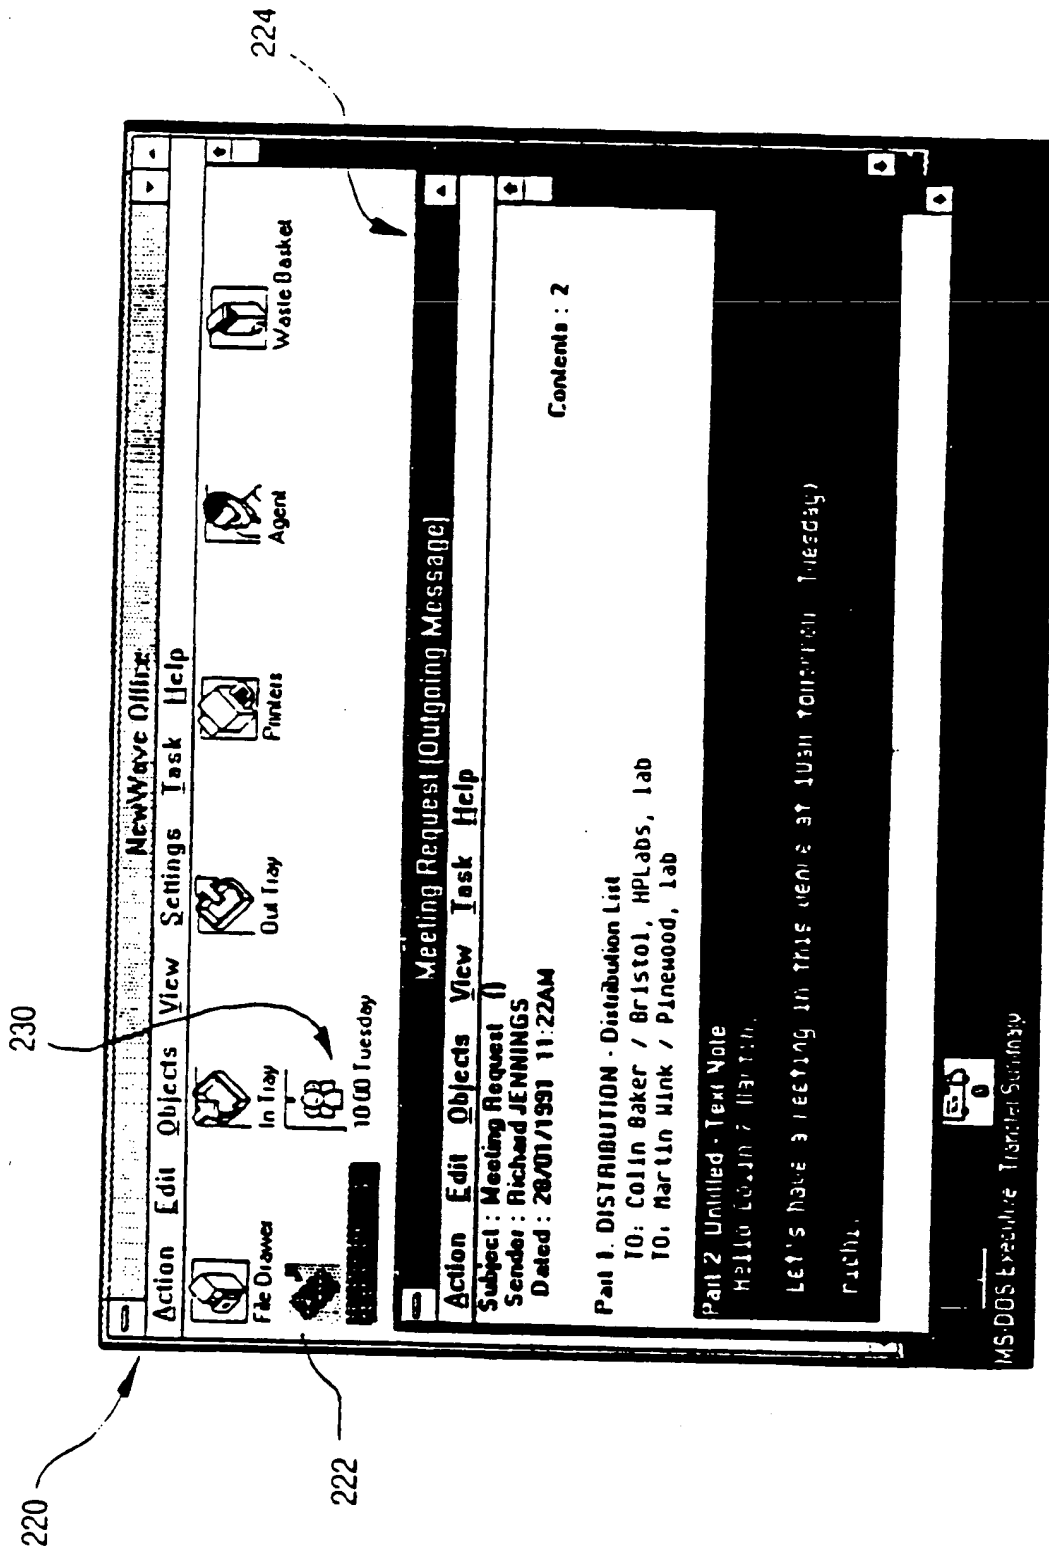 220
230
224
222
NewWave Office
Action Edit Objects View Settings Task Help
File Drawer
In Tray
Out Tray
Printers
Agent
Waste Basket
10 00 Tuesday
Meeting Request (Outgoing Message)
Action Edit Objects View Task Help
Subject : Meeting Request ()
Sender : Richard JENNINGS
Dated : 28/01/1991 11:22AM
Contents : 2
Part 1. DISTRIBUTION - Distribution List
TO: Colin Baker / Bristol, HPLabs, lab
TO: Martin Wink / Pinewood, lab
Part 2 Untitled - Text Note
Hello Colin
Let's have a meeting in this venue at 10am tomorrow Tuesday)
MS-DOS Executive